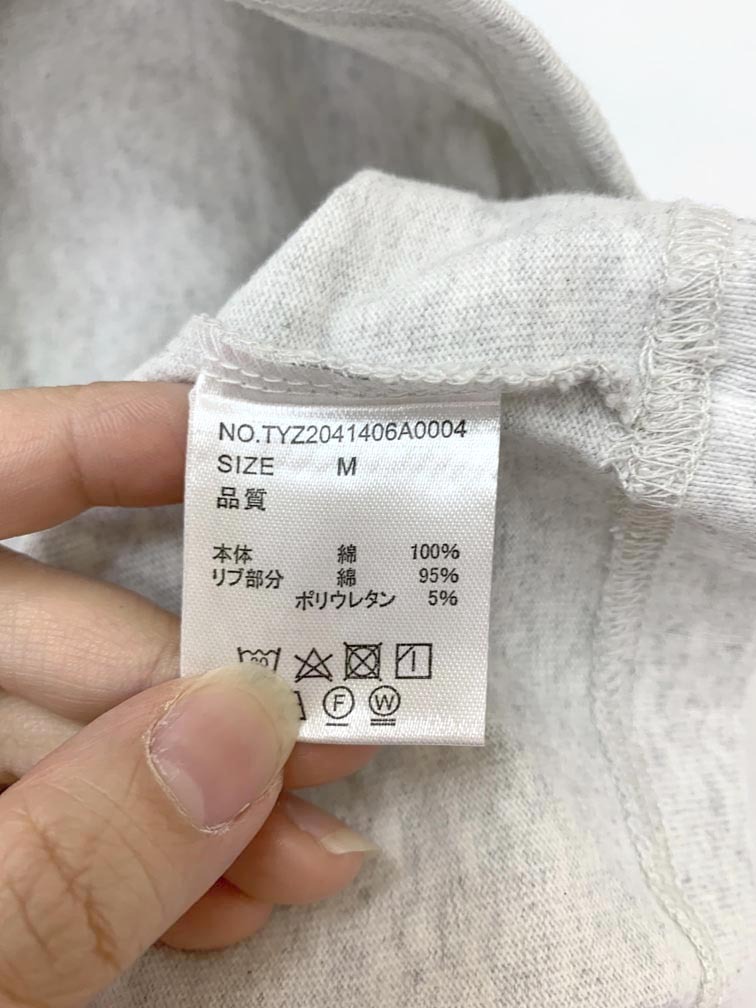 NO.TYZ2041406A0004
SIZE M
品質
本体 綿 100%
リブ部分 綿 95%
ポリウレタン 5%
F W